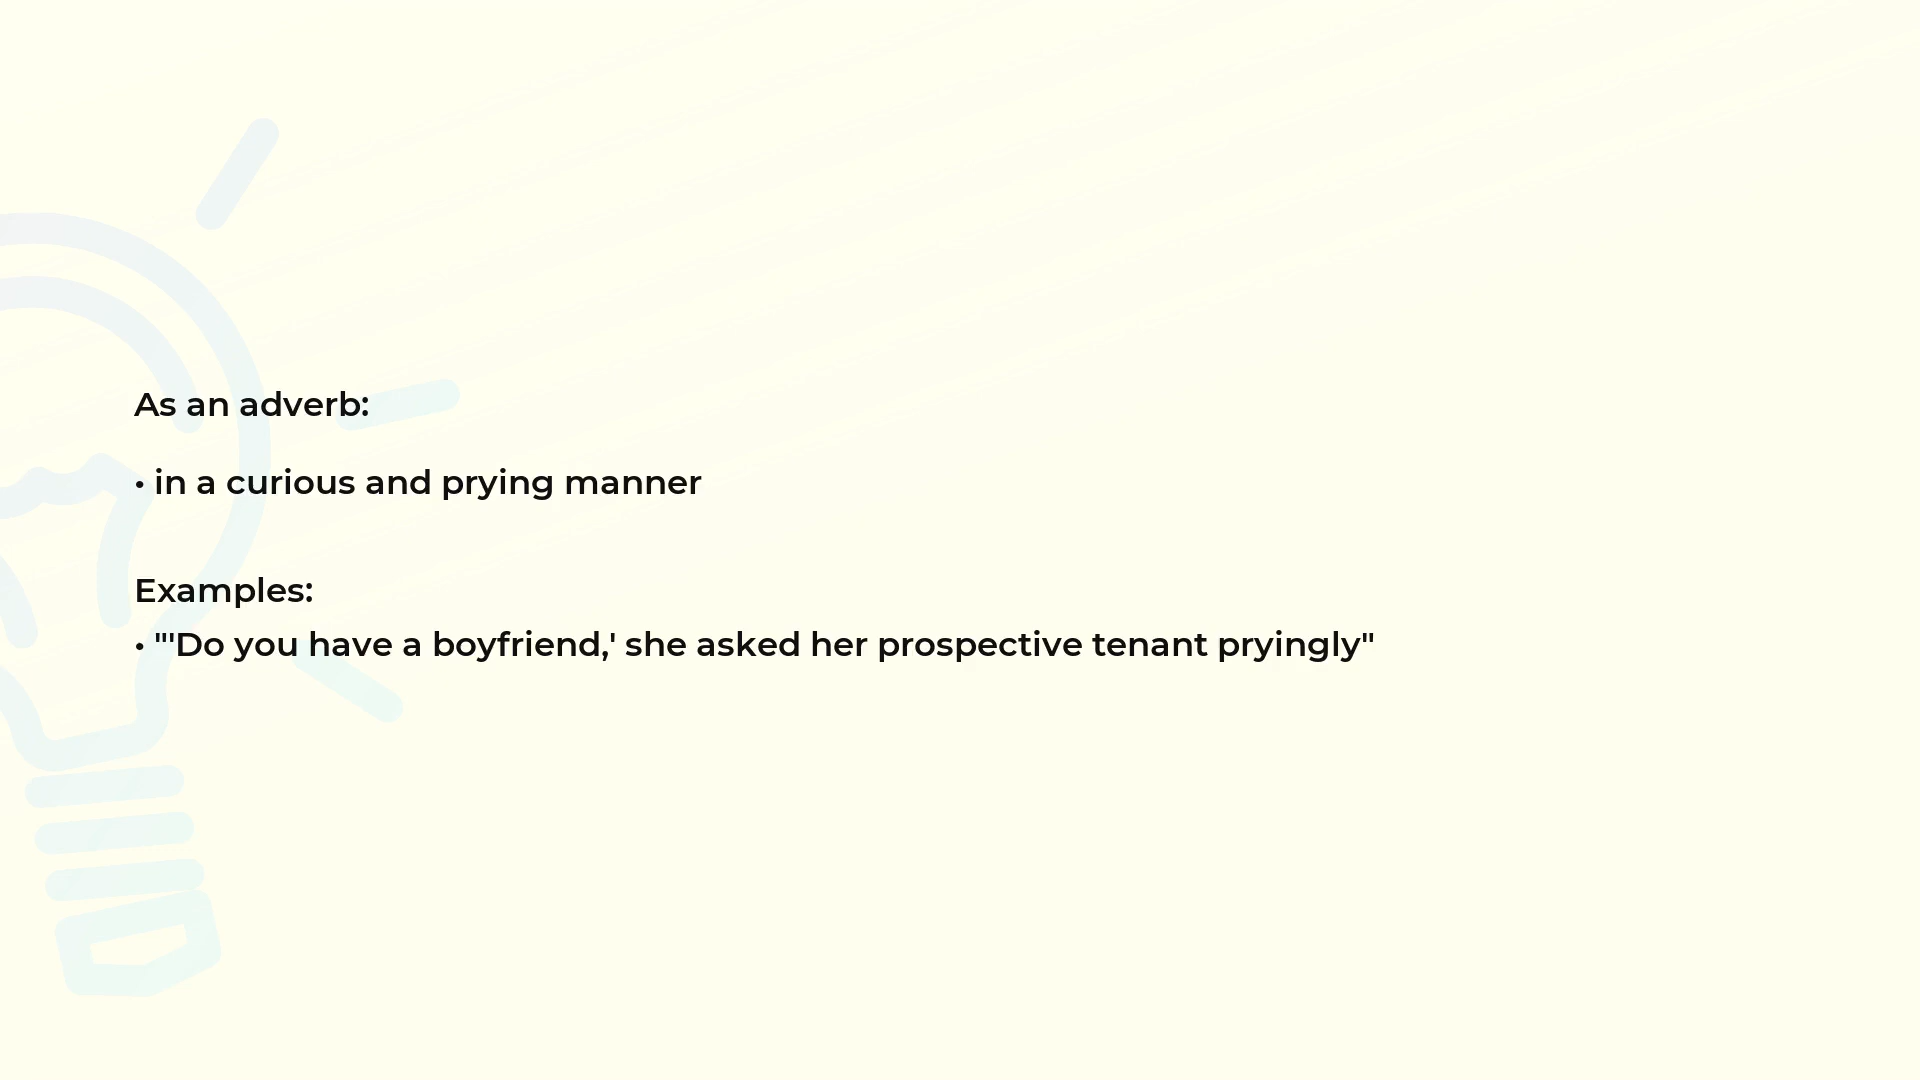 As an adverb:
• in a curious and prying manner
Examples:
• "'Do you have a boyfriend,' she asked her prospective tenant pryingly"